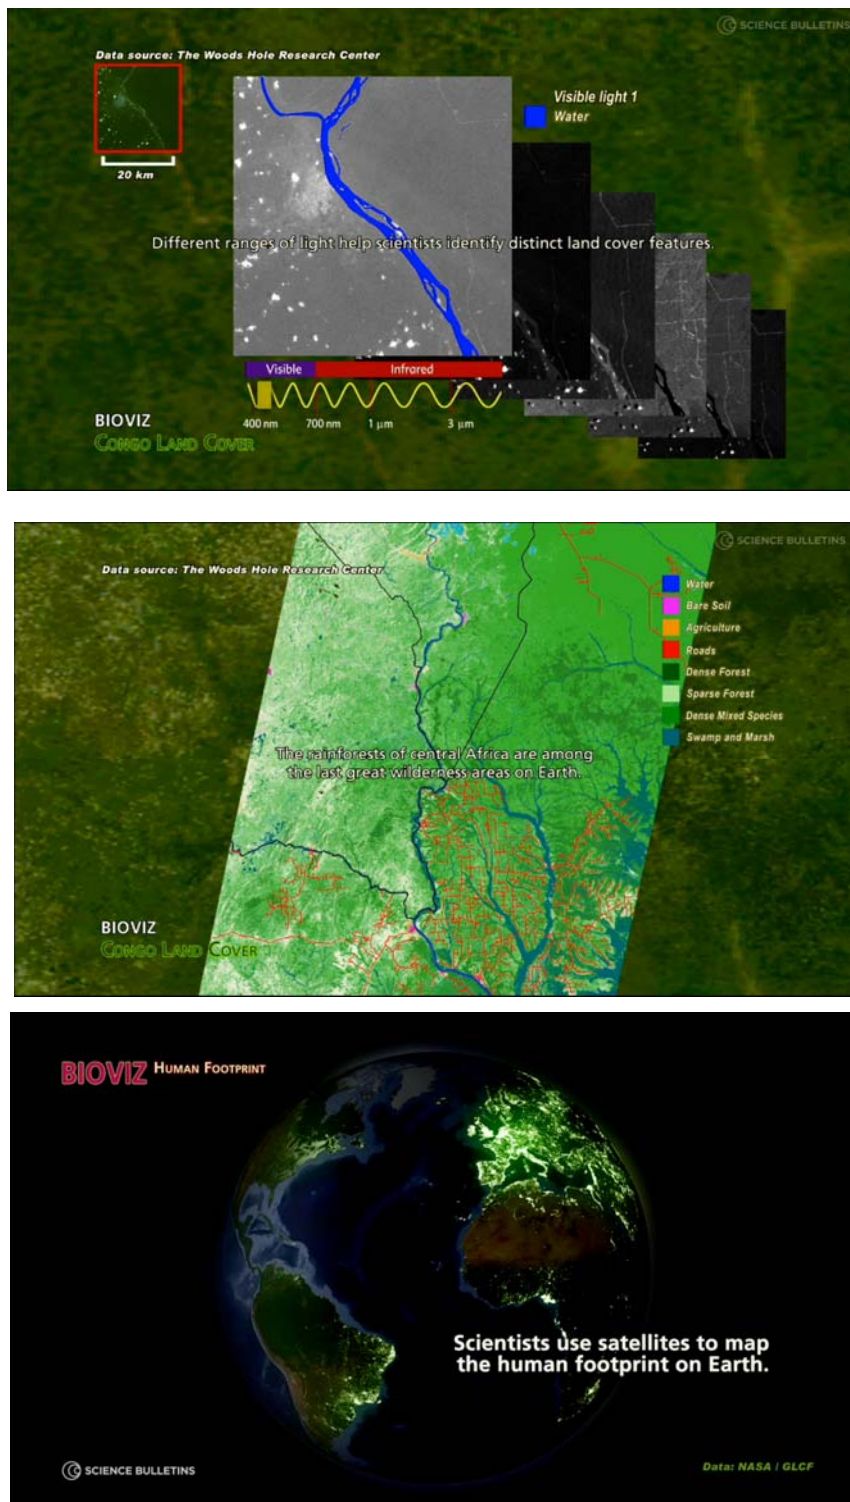 SCIENCE BULLETINS
Data source: The Woods Hole Research Center
20 km
Visible light 1
Water
Different ranges of light help scientists identify distinct land cover features.
Visible
Infrared
400 nm
700 nm
1 µm
3 µm
BIOVIZ
CONGO LAND COVER
SCIENCE BULLETINS
Data source: The Woods Hole Research Center
Water
Bare Soil
Agriculture
Roads
Dense Forest
Sparse Forest
Dense Mixed Species
Swamp and Marsh
The rainforests of central Africa are among
the last great wilderness areas on Earth.
BIOVIZ
CONGO LAND COVER
BIOVIZ HUMAN FOOTPRINT
Scientists use satellites to map
the human footprint on Earth.
SCIENCE BULLETINS
Data: NASA / GLCF